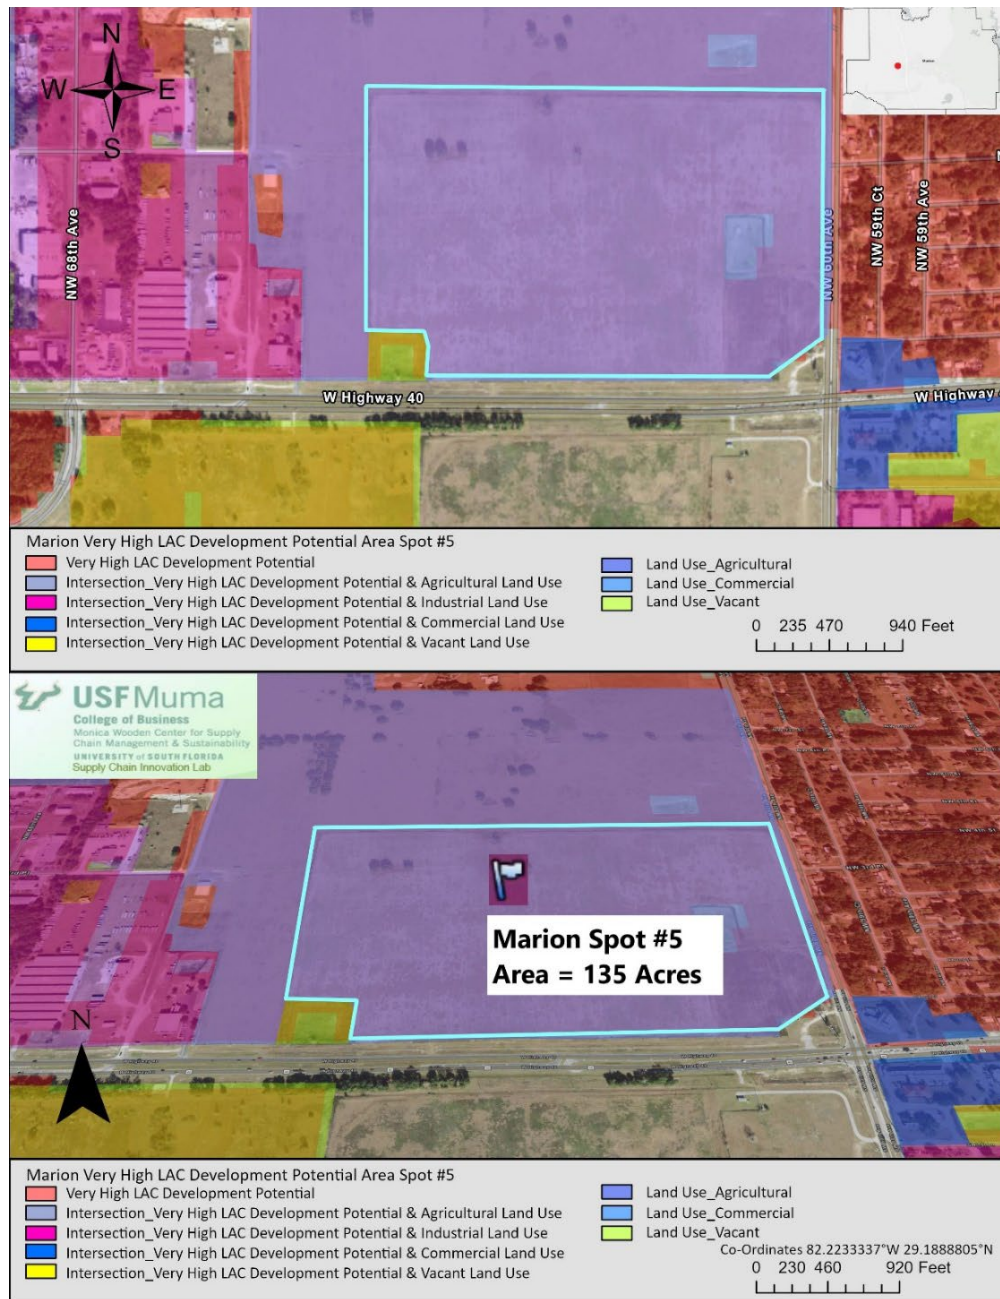 N
W E
S
Marion
NW 68th Ave
NW 60th Ave
NW 59th Ct
NW 59th Ave
N
W Highway 40
W Highway 4
Marion Very High LAC Development Potential Area Spot #5
Very High LAC Development Potential
Intersection_Very High LAC Development Potential & Agricultural Land Use
Intersection_Very High LAC Development Potential & Industrial Land Use
Intersection_Very High LAC Development Potential & Commercial Land Use
Intersection_Very High LAC Development Potential & Vacant Land Use
Land Use_Agricultural
Land Use_Commercial
Land Use_Vacant
0 235 470 940 Feet
USF Muma
College of Business
Monica Wooden Center for Supply
Chain Management & Sustainability
UNIVERSITY of SOUTH FLORIDA
Supply Chain Innovation Lab
Marion Spot #5
Area = 135 Acres
N
Marion Very High LAC Development Potential Area Spot #5
Very High LAC Development Potential
Intersection_Very High LAC Development Potential & Agricultural Land Use
Intersection_Very High LAC Development Potential & Industrial Land Use
Intersection_Very High LAC Development Potential & Commercial Land Use
Intersection_Very High LAC Development Potential & Vacant Land Use
Land Use_Agricultural
Land Use_Commercial
Land Use_Vacant
Co-Ordinates 82.2233337°W 29.1888805°N
0 230 460 920 Feet